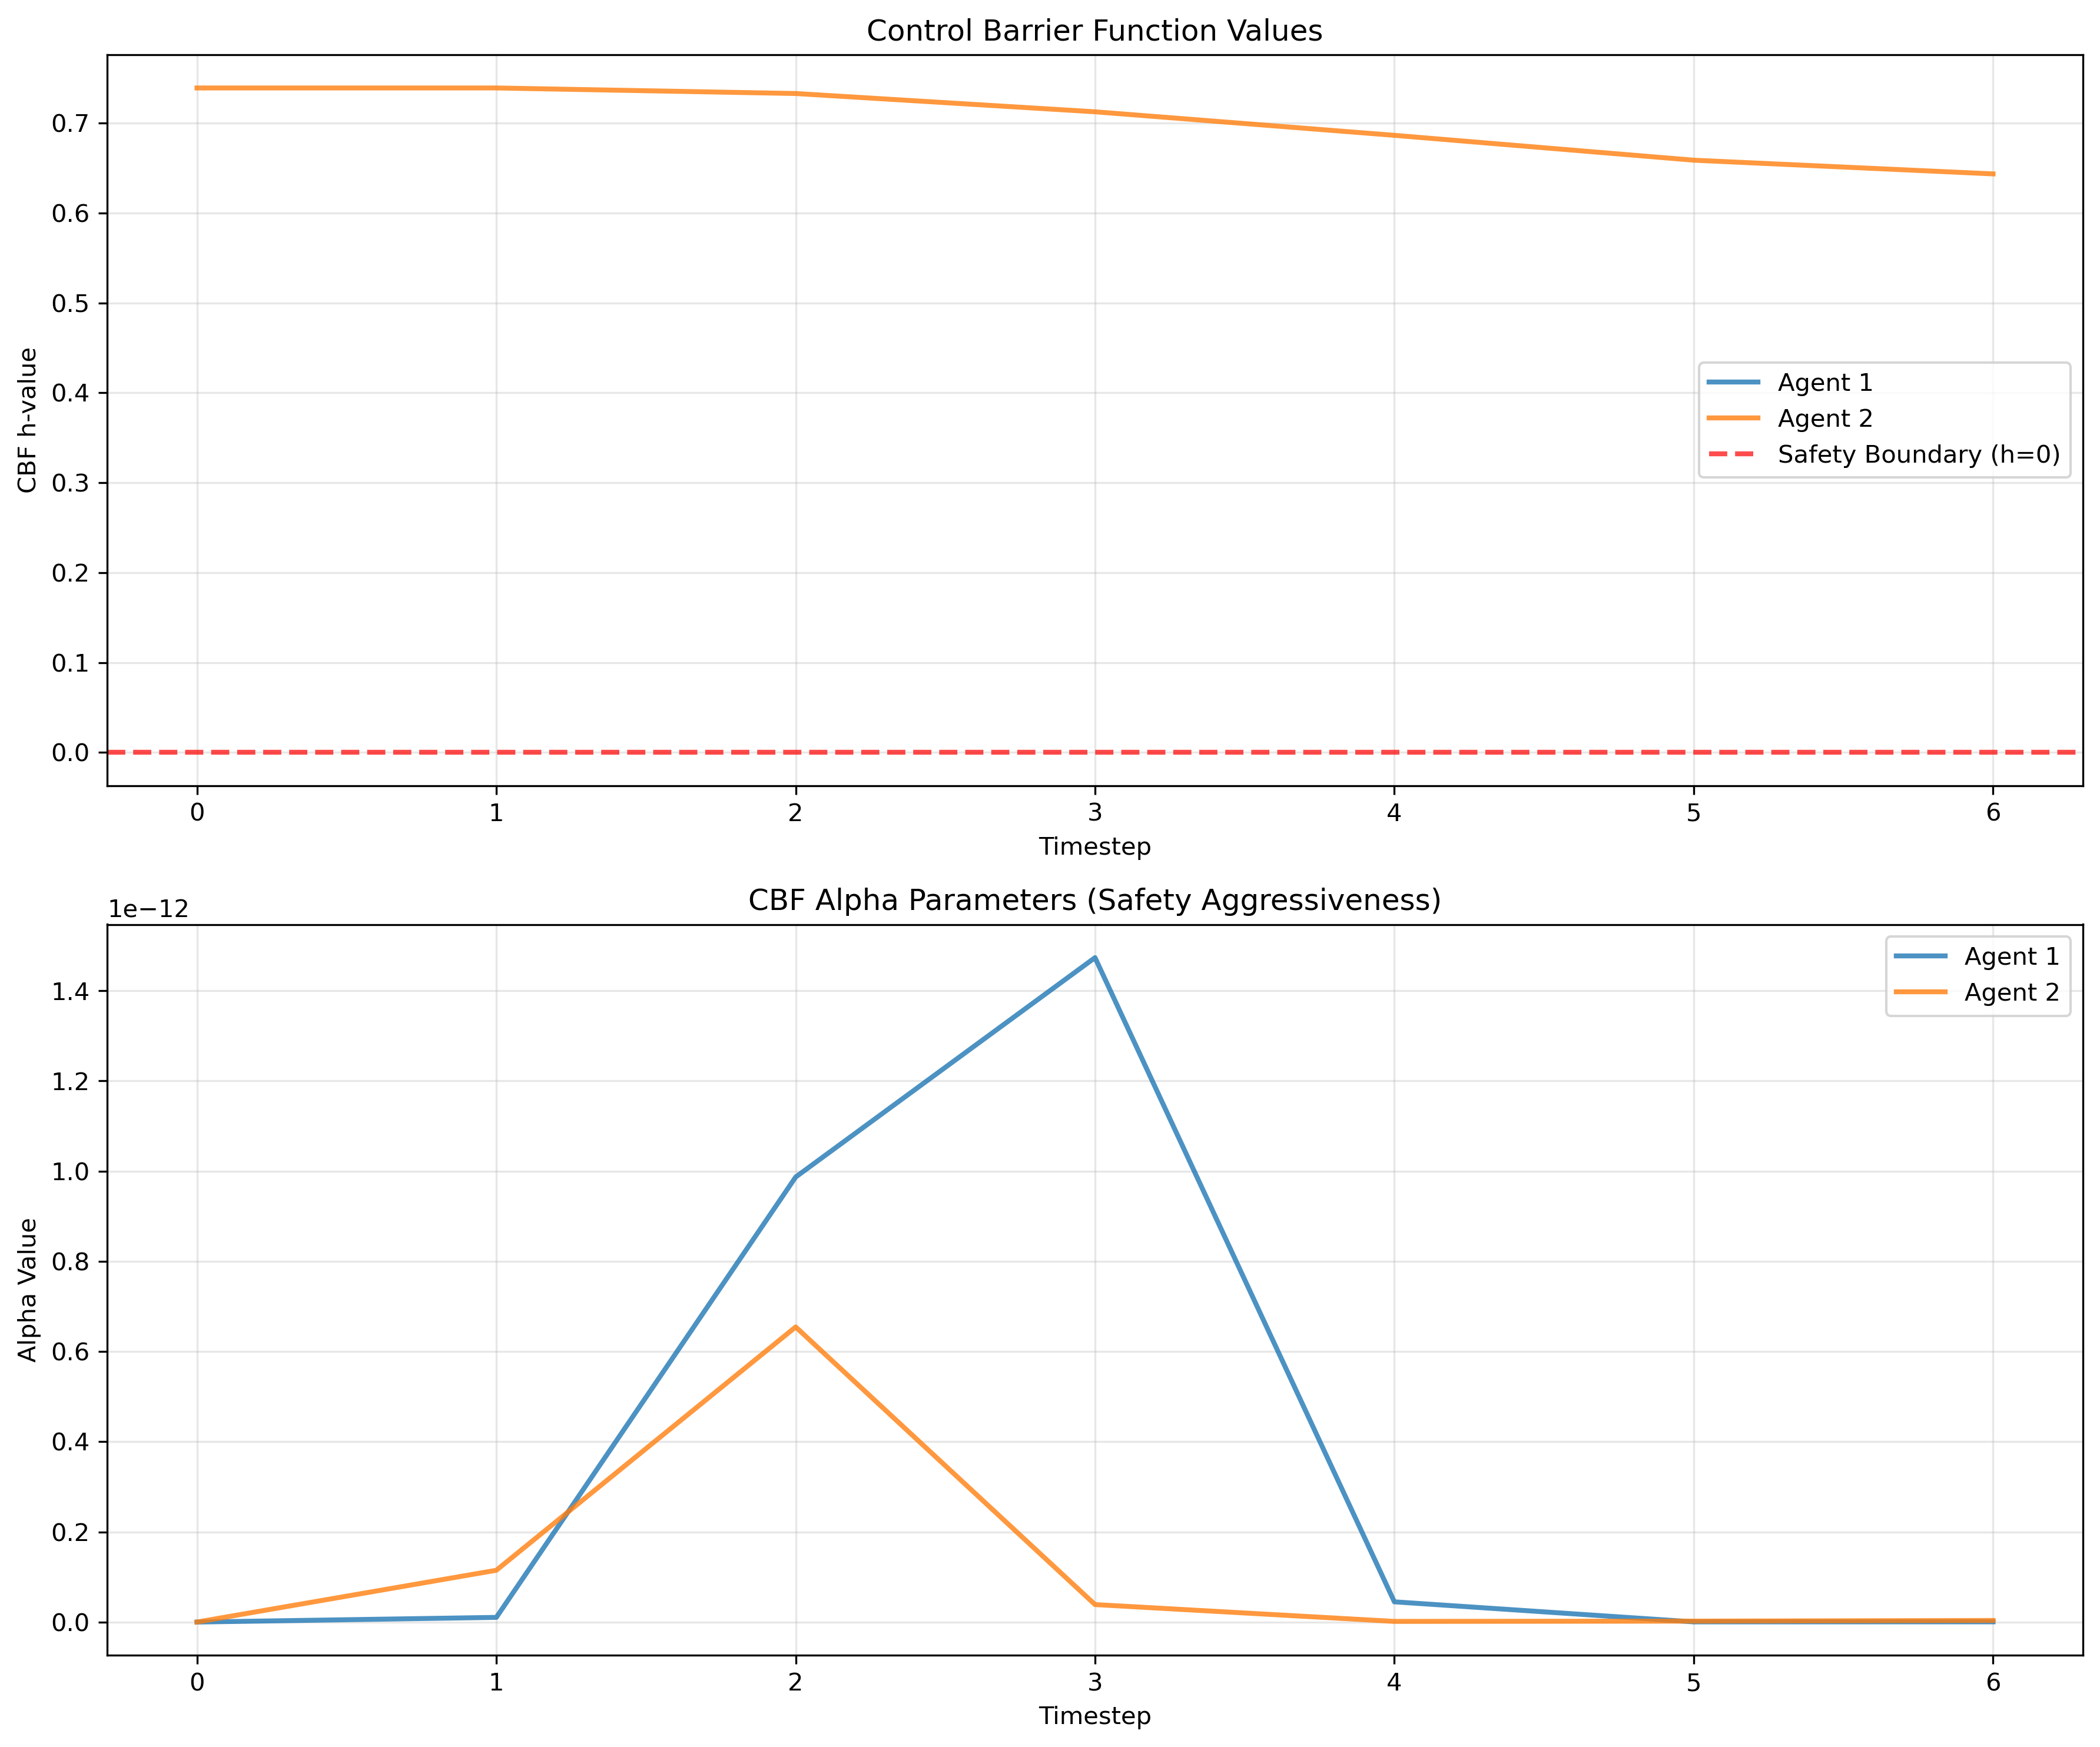 Control Barrier Function Values
CBF h-value
0.7
0.6
0.5
0.4
0.3
0.2
0.1
0.0
Agent 1
Agent 2
Safety Boundary (h=0)
0 1 2 3 4 5 6
Timestep
CBF Alpha Parameters (Safety Aggressiveness)
1e−12
Alpha Value
1.4
1.2
1.0
0.8
0.6
0.4
0.2
0.0
Agent 1
Agent 2
0 1 2 3 4 5 6
Timestep